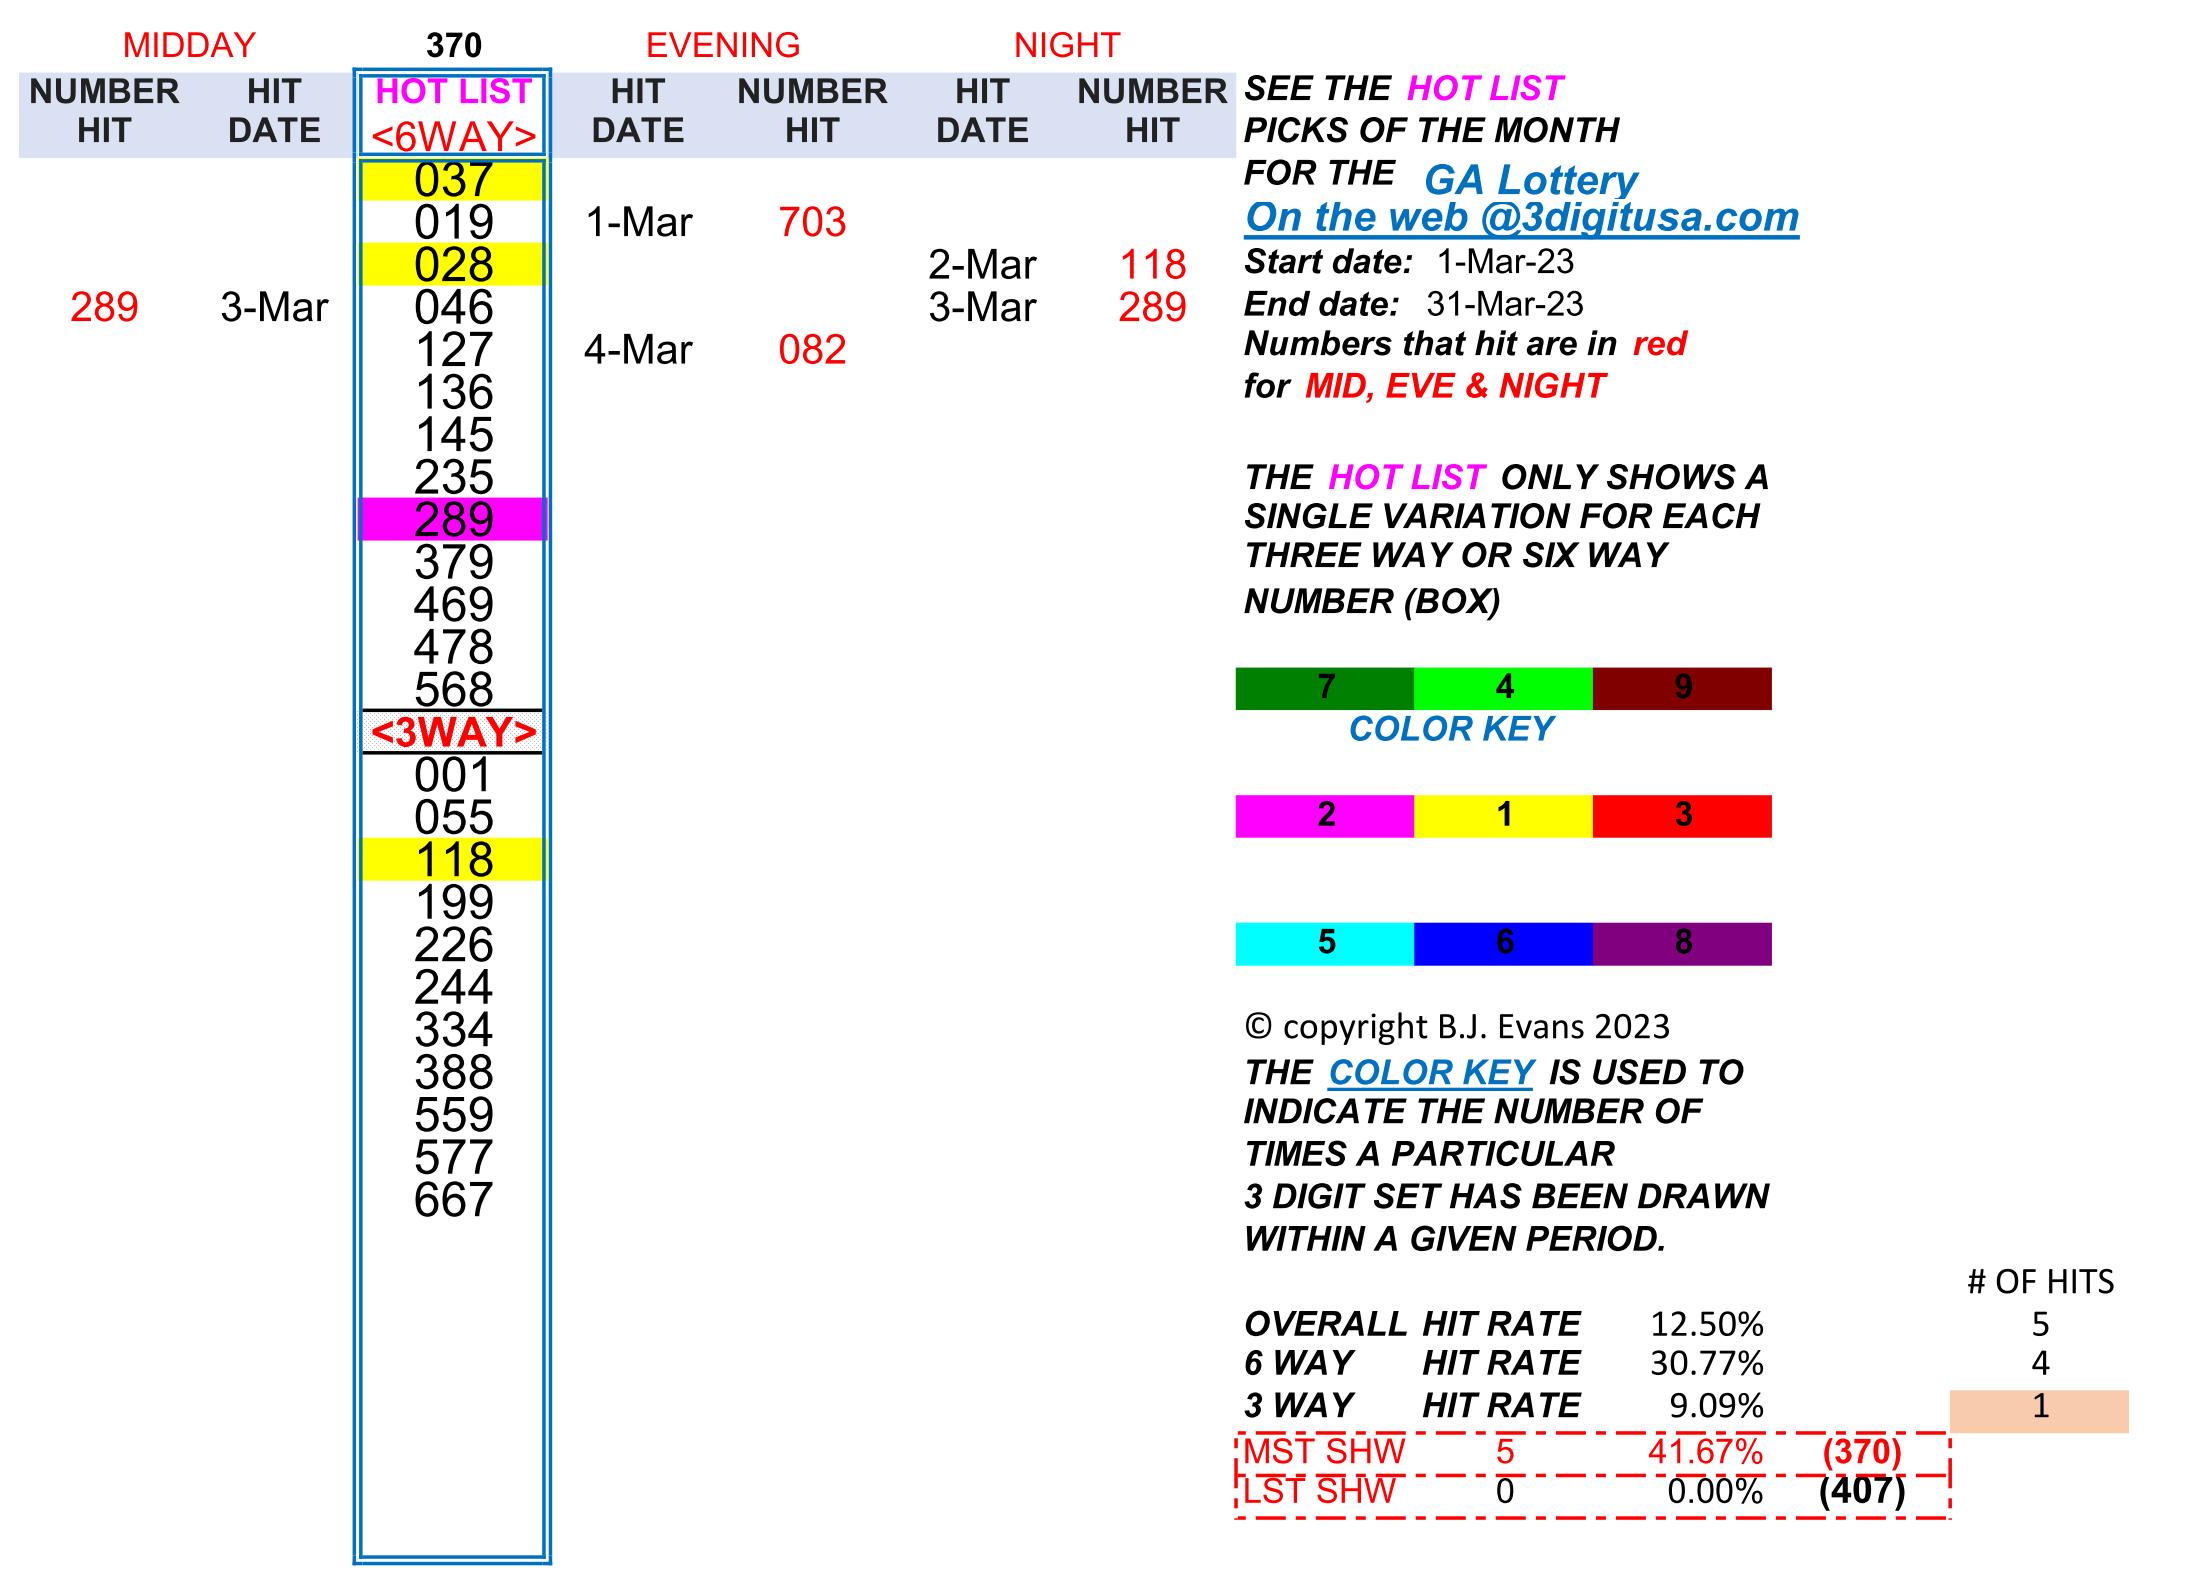 MIDDAY 370 EVENING NIGHT
NUMBER HIT HOT LIST HIT NUMBER HIT NUMBER
HIT DATE <6WAY> DATE HIT DATE HIT
037
019 1-Mar 703
028 2-Mar 118
289 3-Mar 046 3-Mar 289
127 4-Mar 082
136
145
235
289
379
469
478
568
<3WAY>
001
055
118
199
226
244
334
388
559
577
667
SEE THE HOT LIST
PICKS OF THE MONTH
FOR THE GA Lottery
On the web @3digitusa.com
Start date: 1-Mar-23
End date: 31-Mar-23
Numbers that hit are in red
for MID, EVE & NIGHT
THE HOT LIST ONLY SHOWS A
SINGLE VARIATION FOR EACH
THREE WAY OR SIX WAY
NUMBER (BOX)
7 4 9
COLOR KEY
2 1 3
5 6 8
© copyright B.J. Evans 2023
THE COLOR KEY IS USED TO
INDICATE THE NUMBER OF
TIMES A PARTICULAR
3 DIGIT SET HAS BEEN DRAWN
WITHIN A GIVEN PERIOD.
# OF HITS
OVERALL HIT RATE 12.50% 5
6 WAY HIT RATE 30.77% 4
3 WAY HIT RATE 9.09% 1
MST SHW 5 41.67% (370)
LST SHW 0 0.00% (407)